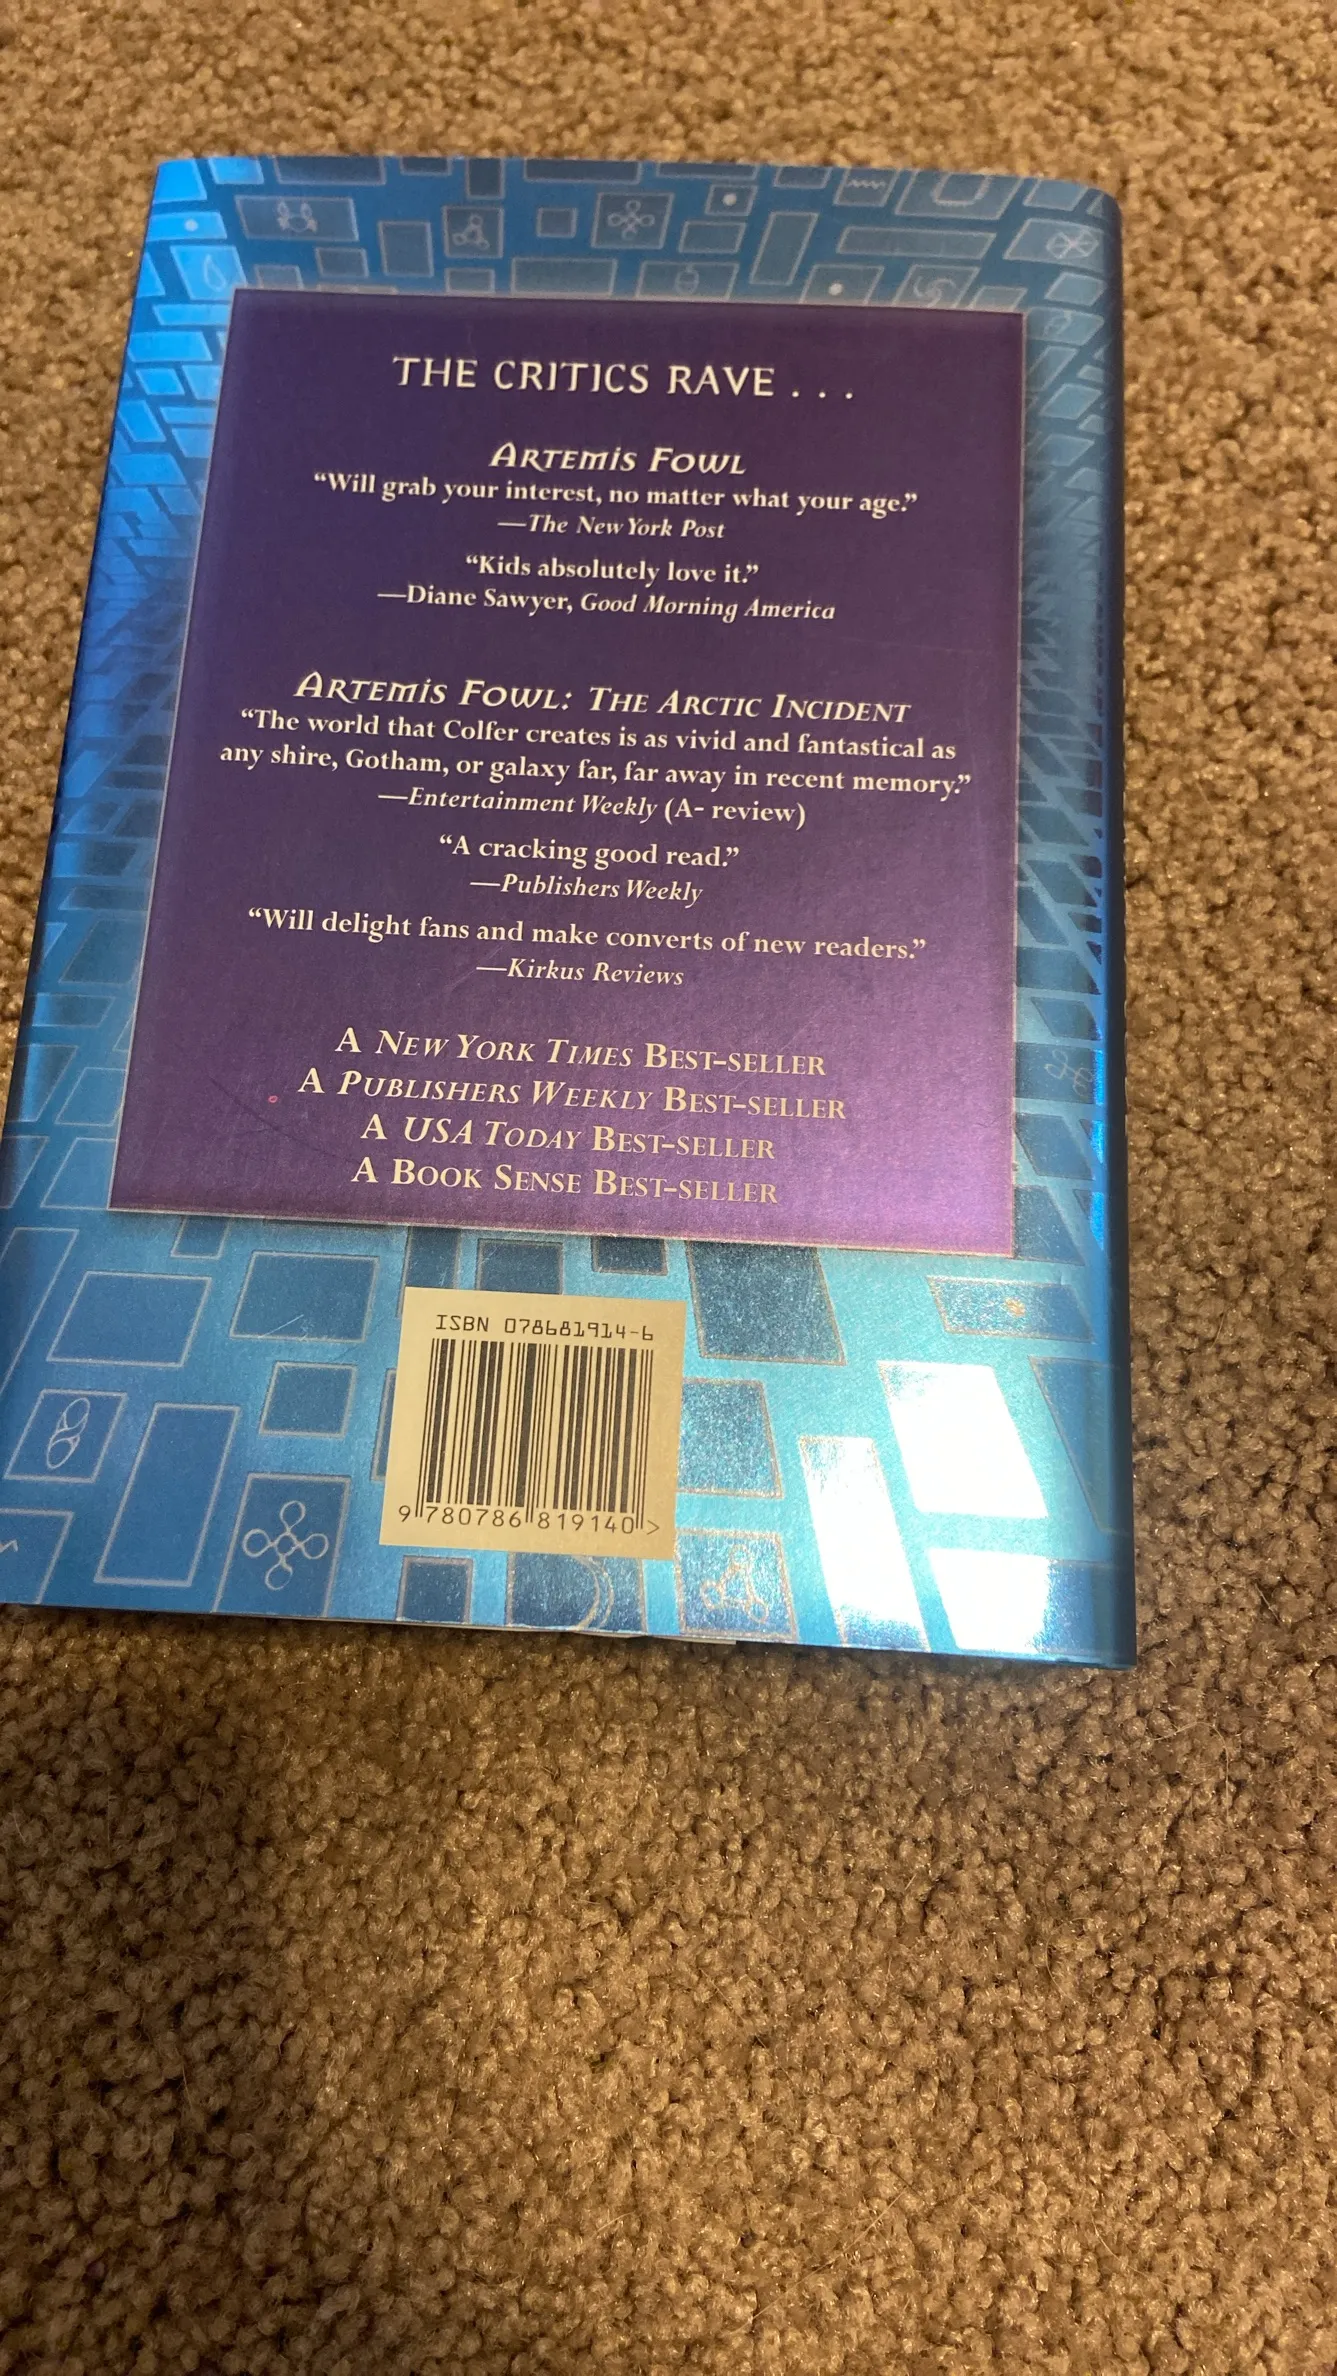 THE CRITICS RAVE . . .
ARTEMIS FOWL
“Will grab your interest, no matter what your age.”
—The New York Post
“Kids absolutely love it.”
—Diane Sawyer, Good Morning America
ARTEMIS FOWL: THE ARCTIC INCIDENT
“The world that Colfer creates is as vivid and fantastical as
any shire, Gotham, or galaxy far, far away in recent memory.”
—Entertainment Weekly (A- review)
“A cracking good read.”
—Publishers Weekly
“Will delight fans and make converts of new readers.”
—Kirkus Reviews
A NEW YORK TIMES BEST-SELLER
A PUBLISHERS WEEKLY BEST-SELLER
A USA TODAY BEST-SELLER
A BOOK SENSE BEST-SELLER
ISBN 078681914-6
9 780786 819140 >